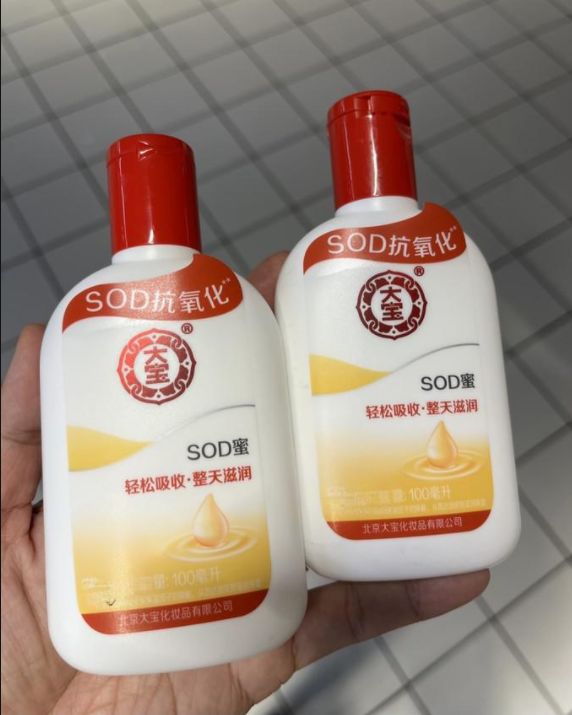 SOD抗氧化
大宝
®
SOD蜜
轻松吸收·整天滋润
量:100毫升
北京大宝化妆品有限公司
SOD抗氧化
大宝
®
SOD蜜
轻松吸收·整天滋润
量:100毫升
北京大宝化妆品有限公司